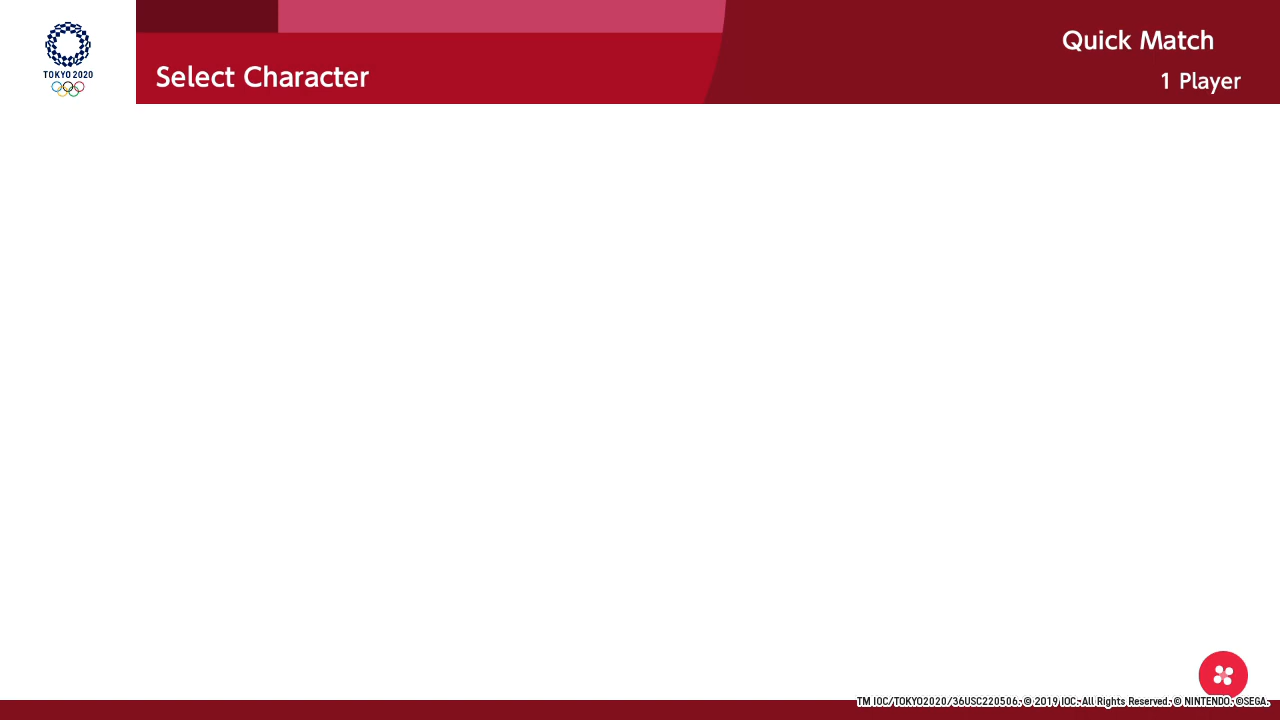 TOKYO 2020
Select Character
Quick Match
1 Player
TM IOC/TOKYO2020/36USC220506. © 2019 IOC. All Rights Reserved. © NINTENDO. ©SEGA.